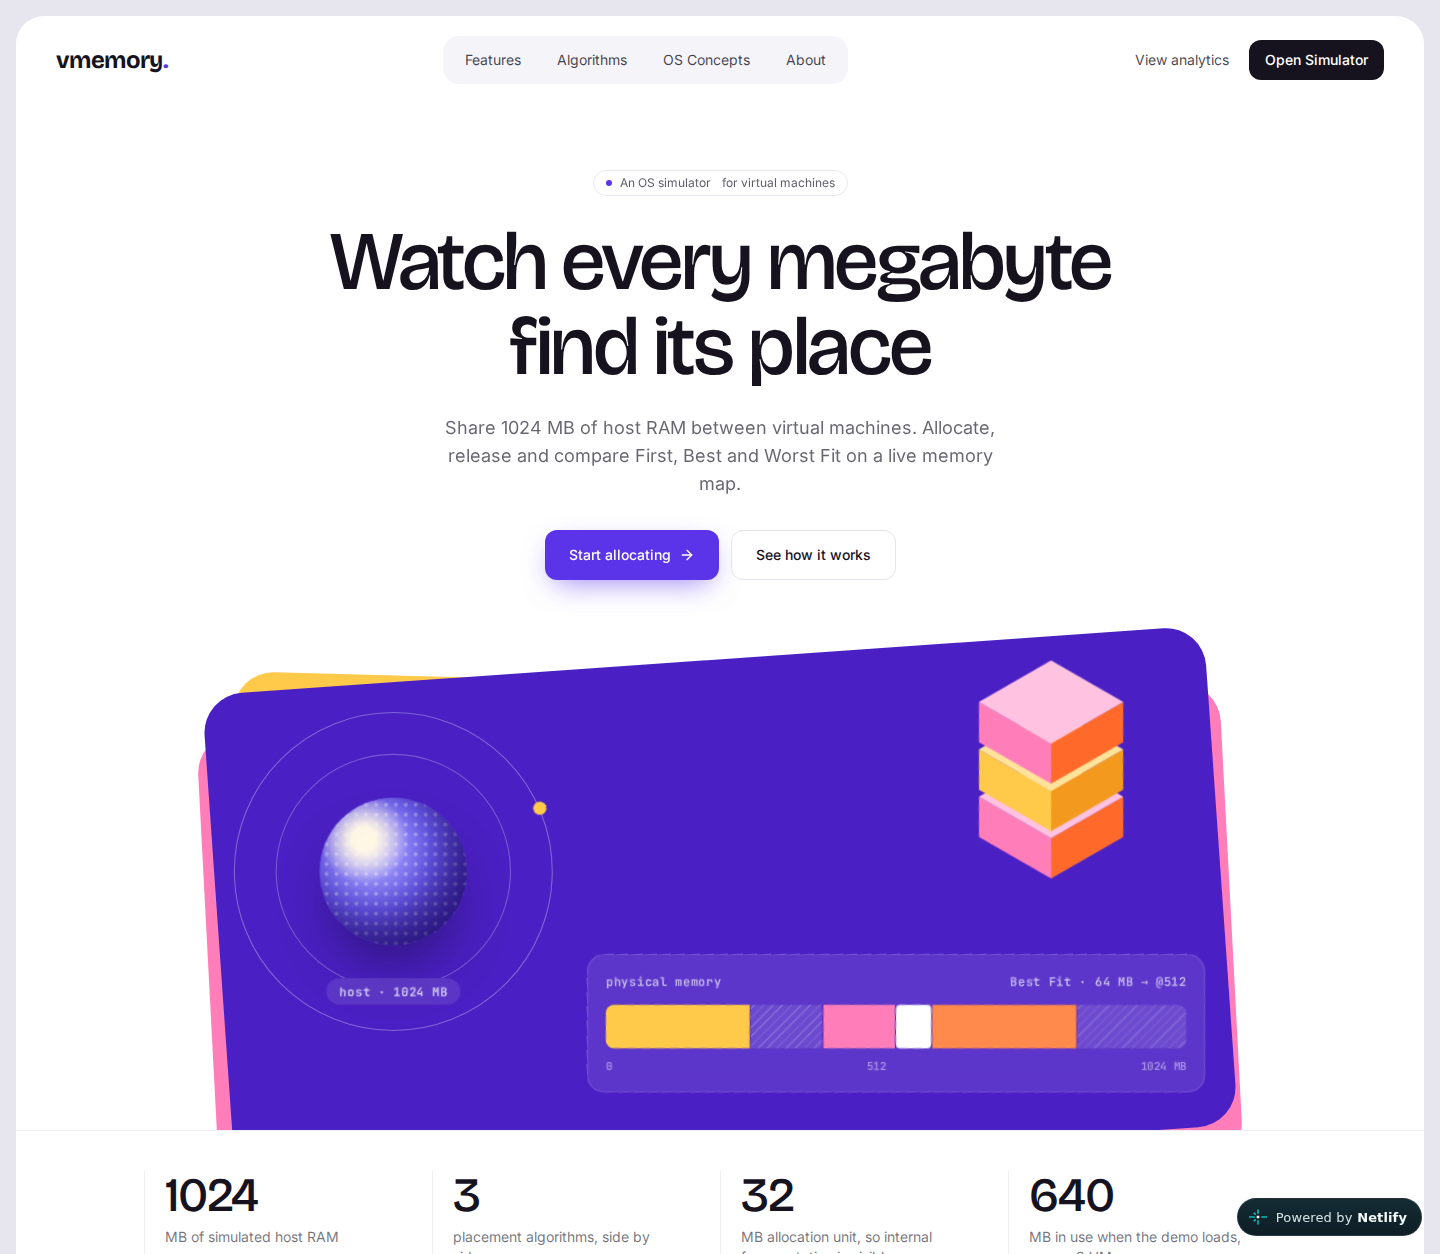 vmemory.
Features Algorithms OS Concepts About
View analytics Open Simulator
An OS simulator for virtual machines
Watch every megabyte
find its place
Share 1024 MB of host RAM between virtual machines. Allocate,
release and compare First, Best and Worst Fit on a live memory
map.
Start allocating → See how it works
host · 1024 MB
physical memory Best Fit · 64 MB → @512
0 512 1024 MB
1024 3 32 640
MB of simulated host RAM
placement algorithms, side by
MB allocation unit, so internal
MB in use when the demo loads,
Powered by Netlify